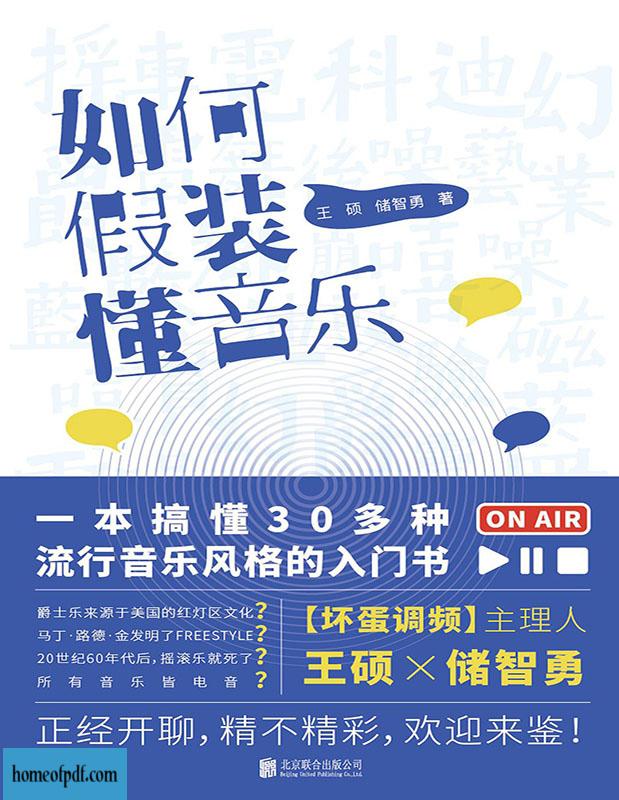 如何
假装
懂音乐
王 硕 储智勇 著
一本搞懂30多种
流行音乐风格的入门书
ON AIR
爵士乐来源于美国的红灯区文化?
马丁·路德·金发明了FREESTYLE?
20世纪60年代后,摇滚乐就死了?
所有音乐皆电音?
【坏蛋调频】主理人
王硕×储智勇
正经开聊,精不精彩,欢迎来鉴!
北京联合出版公司
Beijing United Publishing Co.,Ltd.
homeofpdf.com